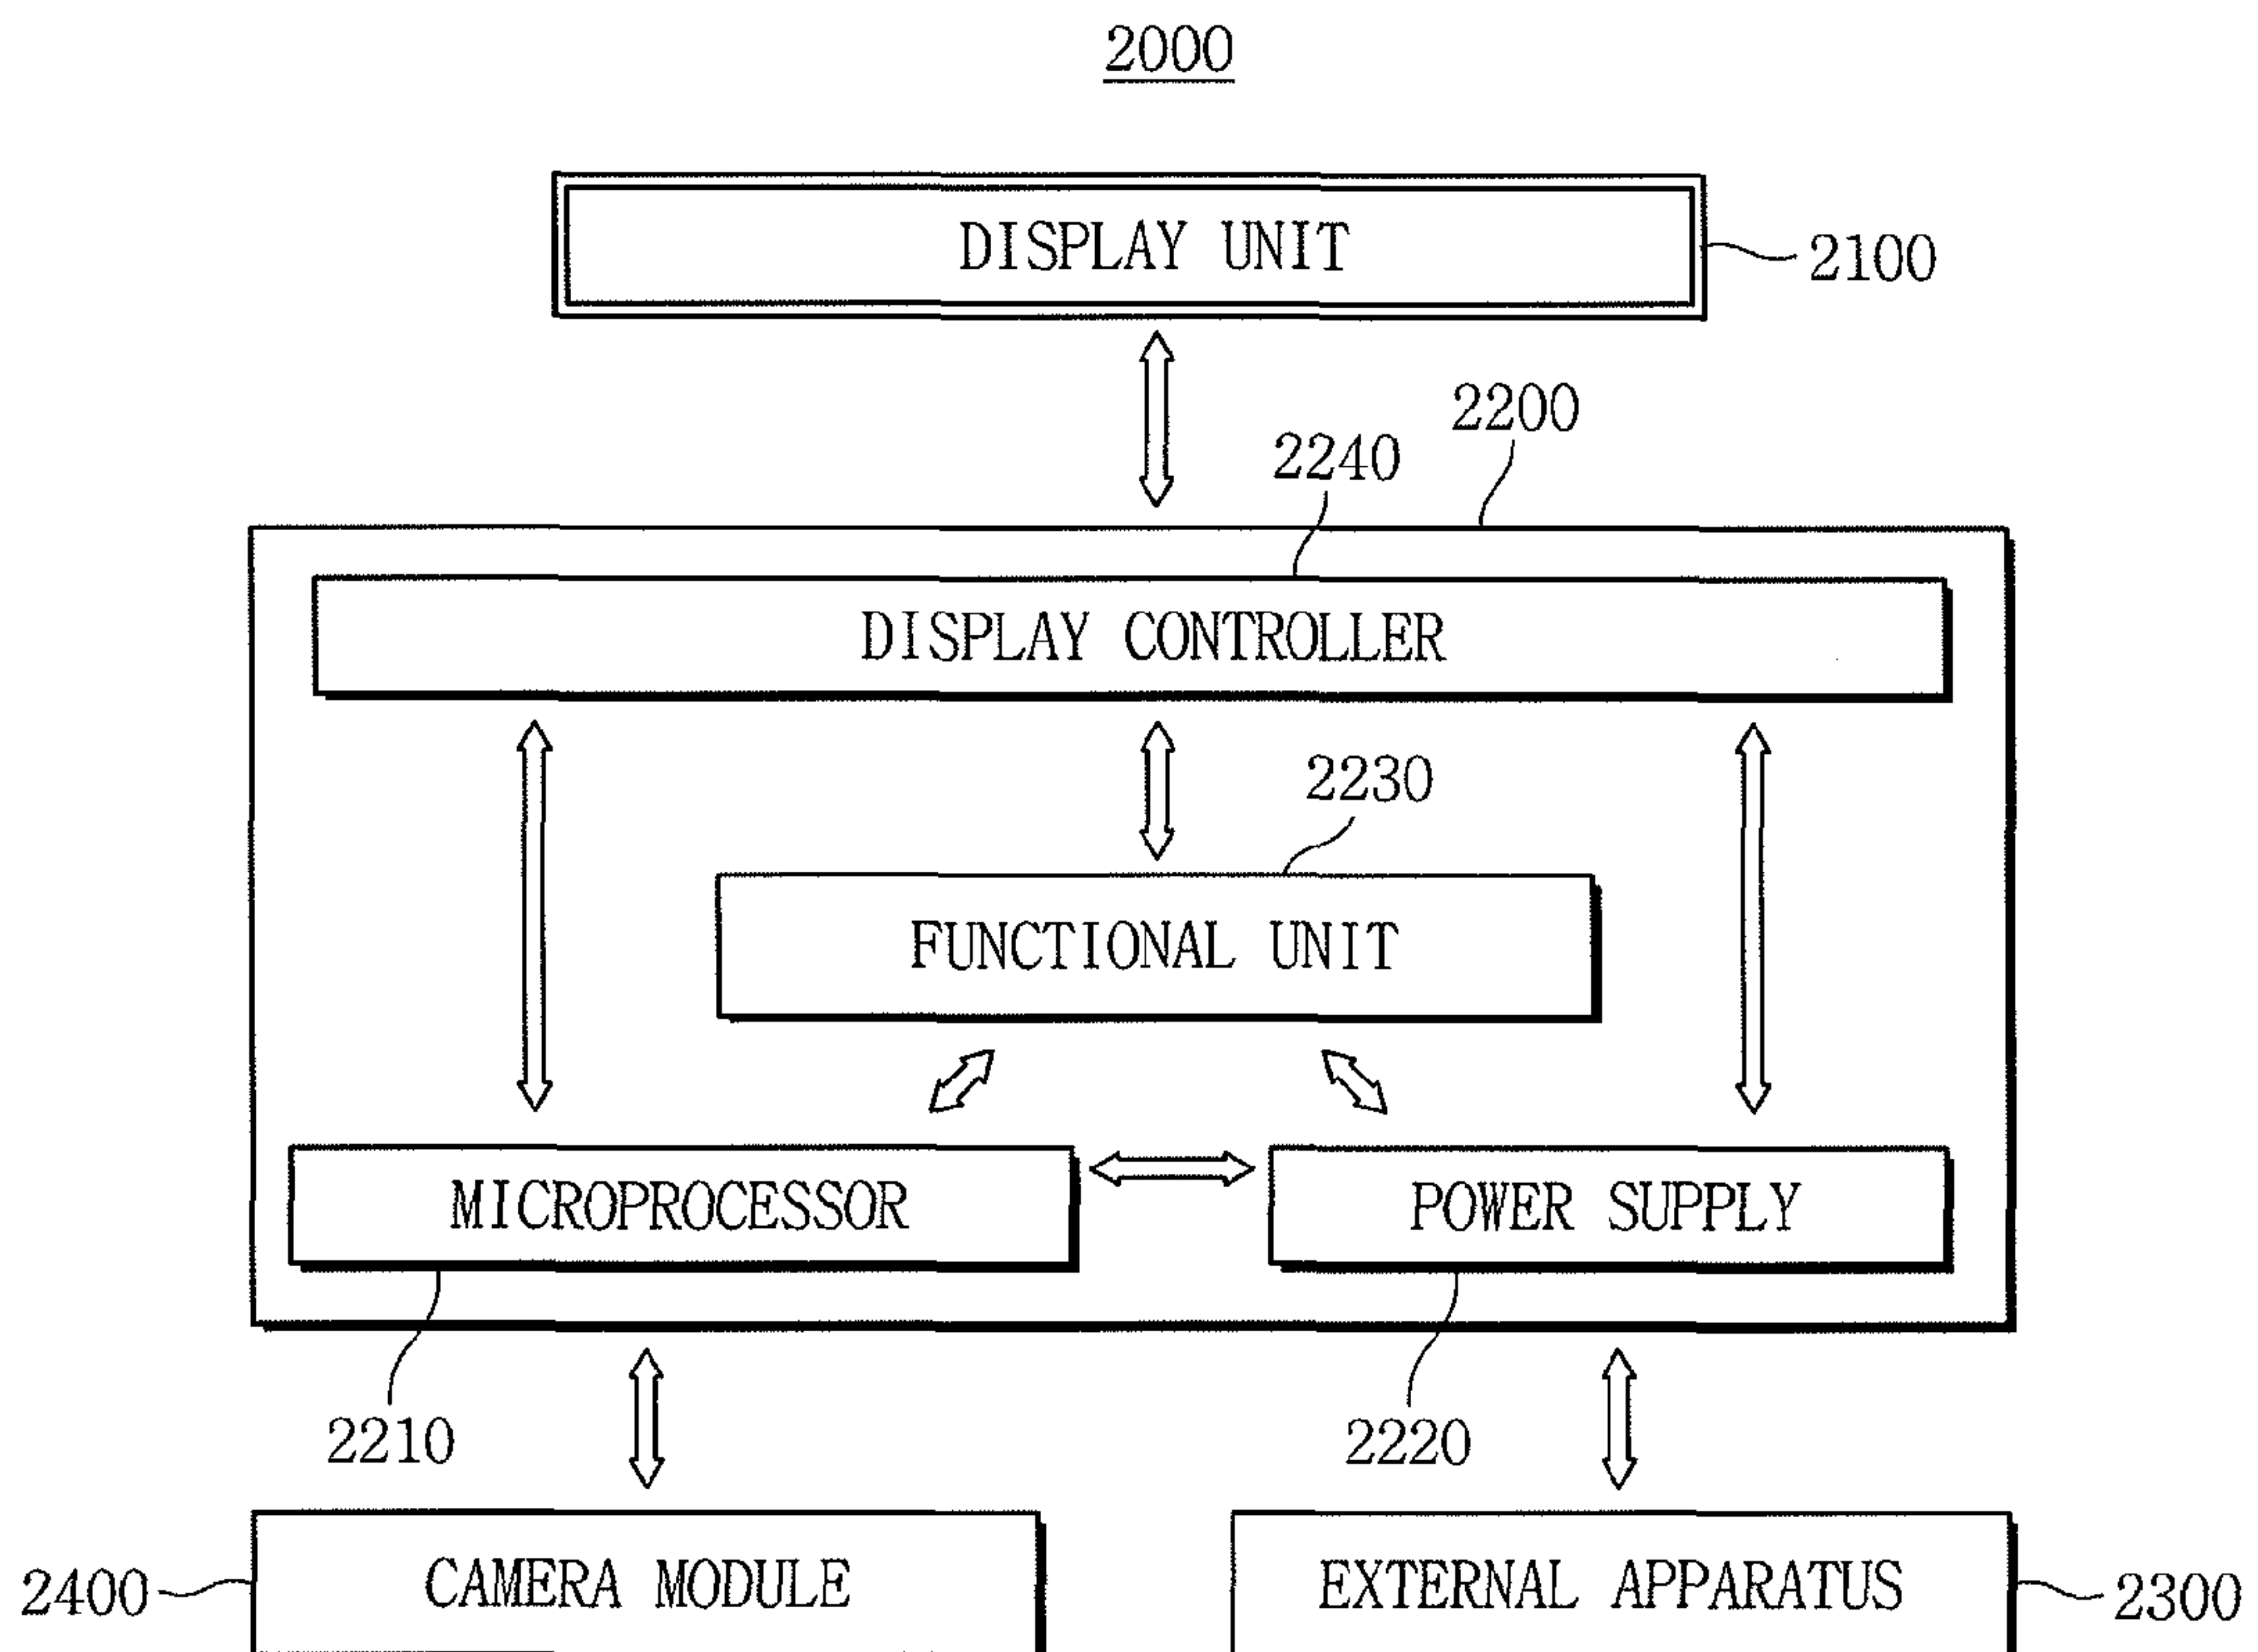 2000
DISPLAY UNIT
2100
2200
2240
DISPLAY CONTROLLER
2230
FUNCTIONAL UNIT
MICROPROCESSOR
POWER SUPPLY
2210
2220
2400
CAMERA MODULE
EXTERNAL APPARATUS
2300